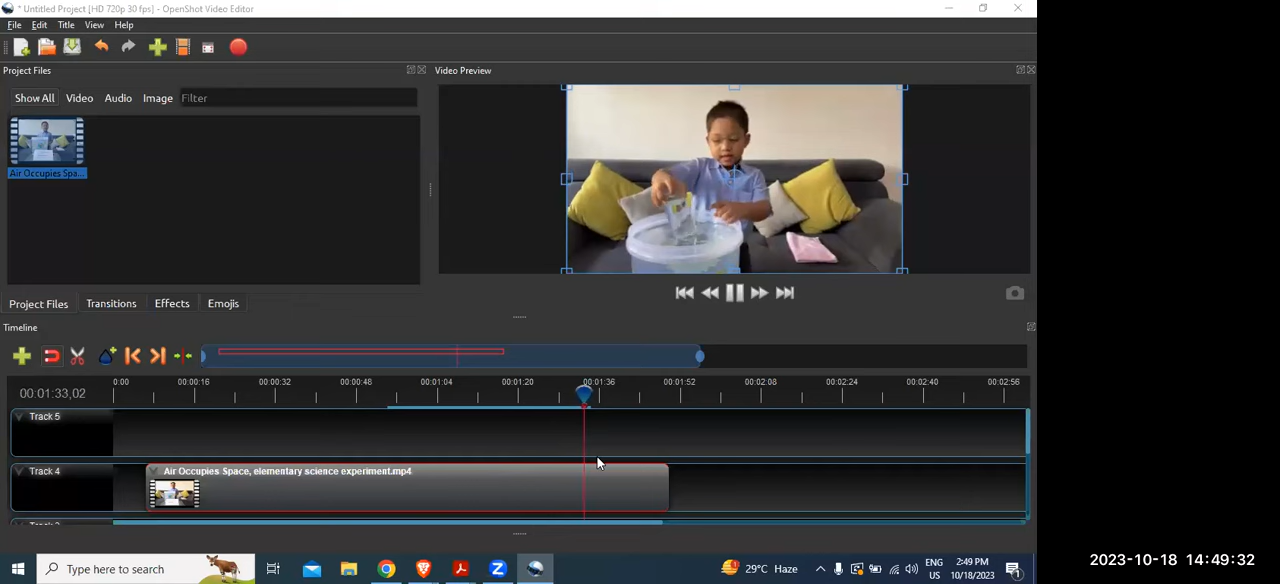 * Untitled Project [HD 720p 30 fps] - OpenShot Video Editor
File Edit Title View Help
Project Files
Video Preview
Show All Video Audio Image Filter
Air Occupies Spa...
Project Files Transitions Effects Emojis
Timeline
00:01:33,02
0:00 00:00:16 00:00:32 00:00:48 00:01:04 00:01:20 00:01:36 00:01:52 00:02:08 00:02:24 00:02:40 00:02:56
Track 5
Track 4
Air Occupies Space, elementary science experiment.mp4
Type here to search
29°C Haze
ENG
US
2:49 PM
10/18/2023
1
2023-10-18 14:49:32